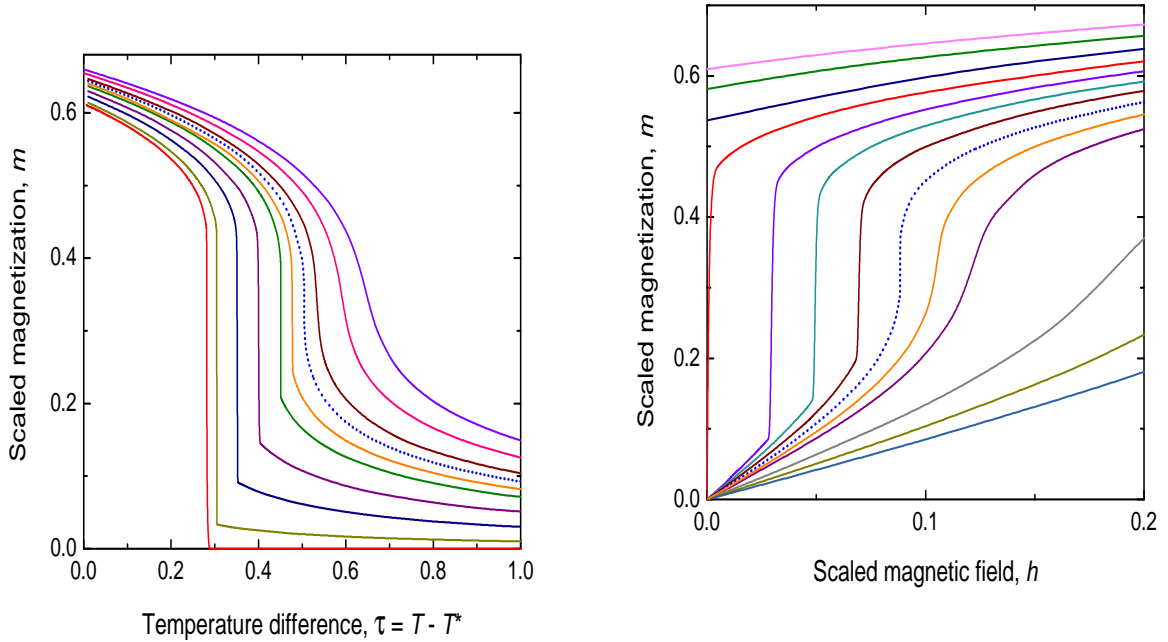 Scaled magnetization, m
0.6
0.4
0.2
0.0
0.0 0.2 0.4 0.6 0.8 1.0
Temperature difference, τ = T - T*
Scaled magnetization, m
0.6
0.4
0.2
0.0
0.0 0.1 0.2
Scaled magnetic field, h